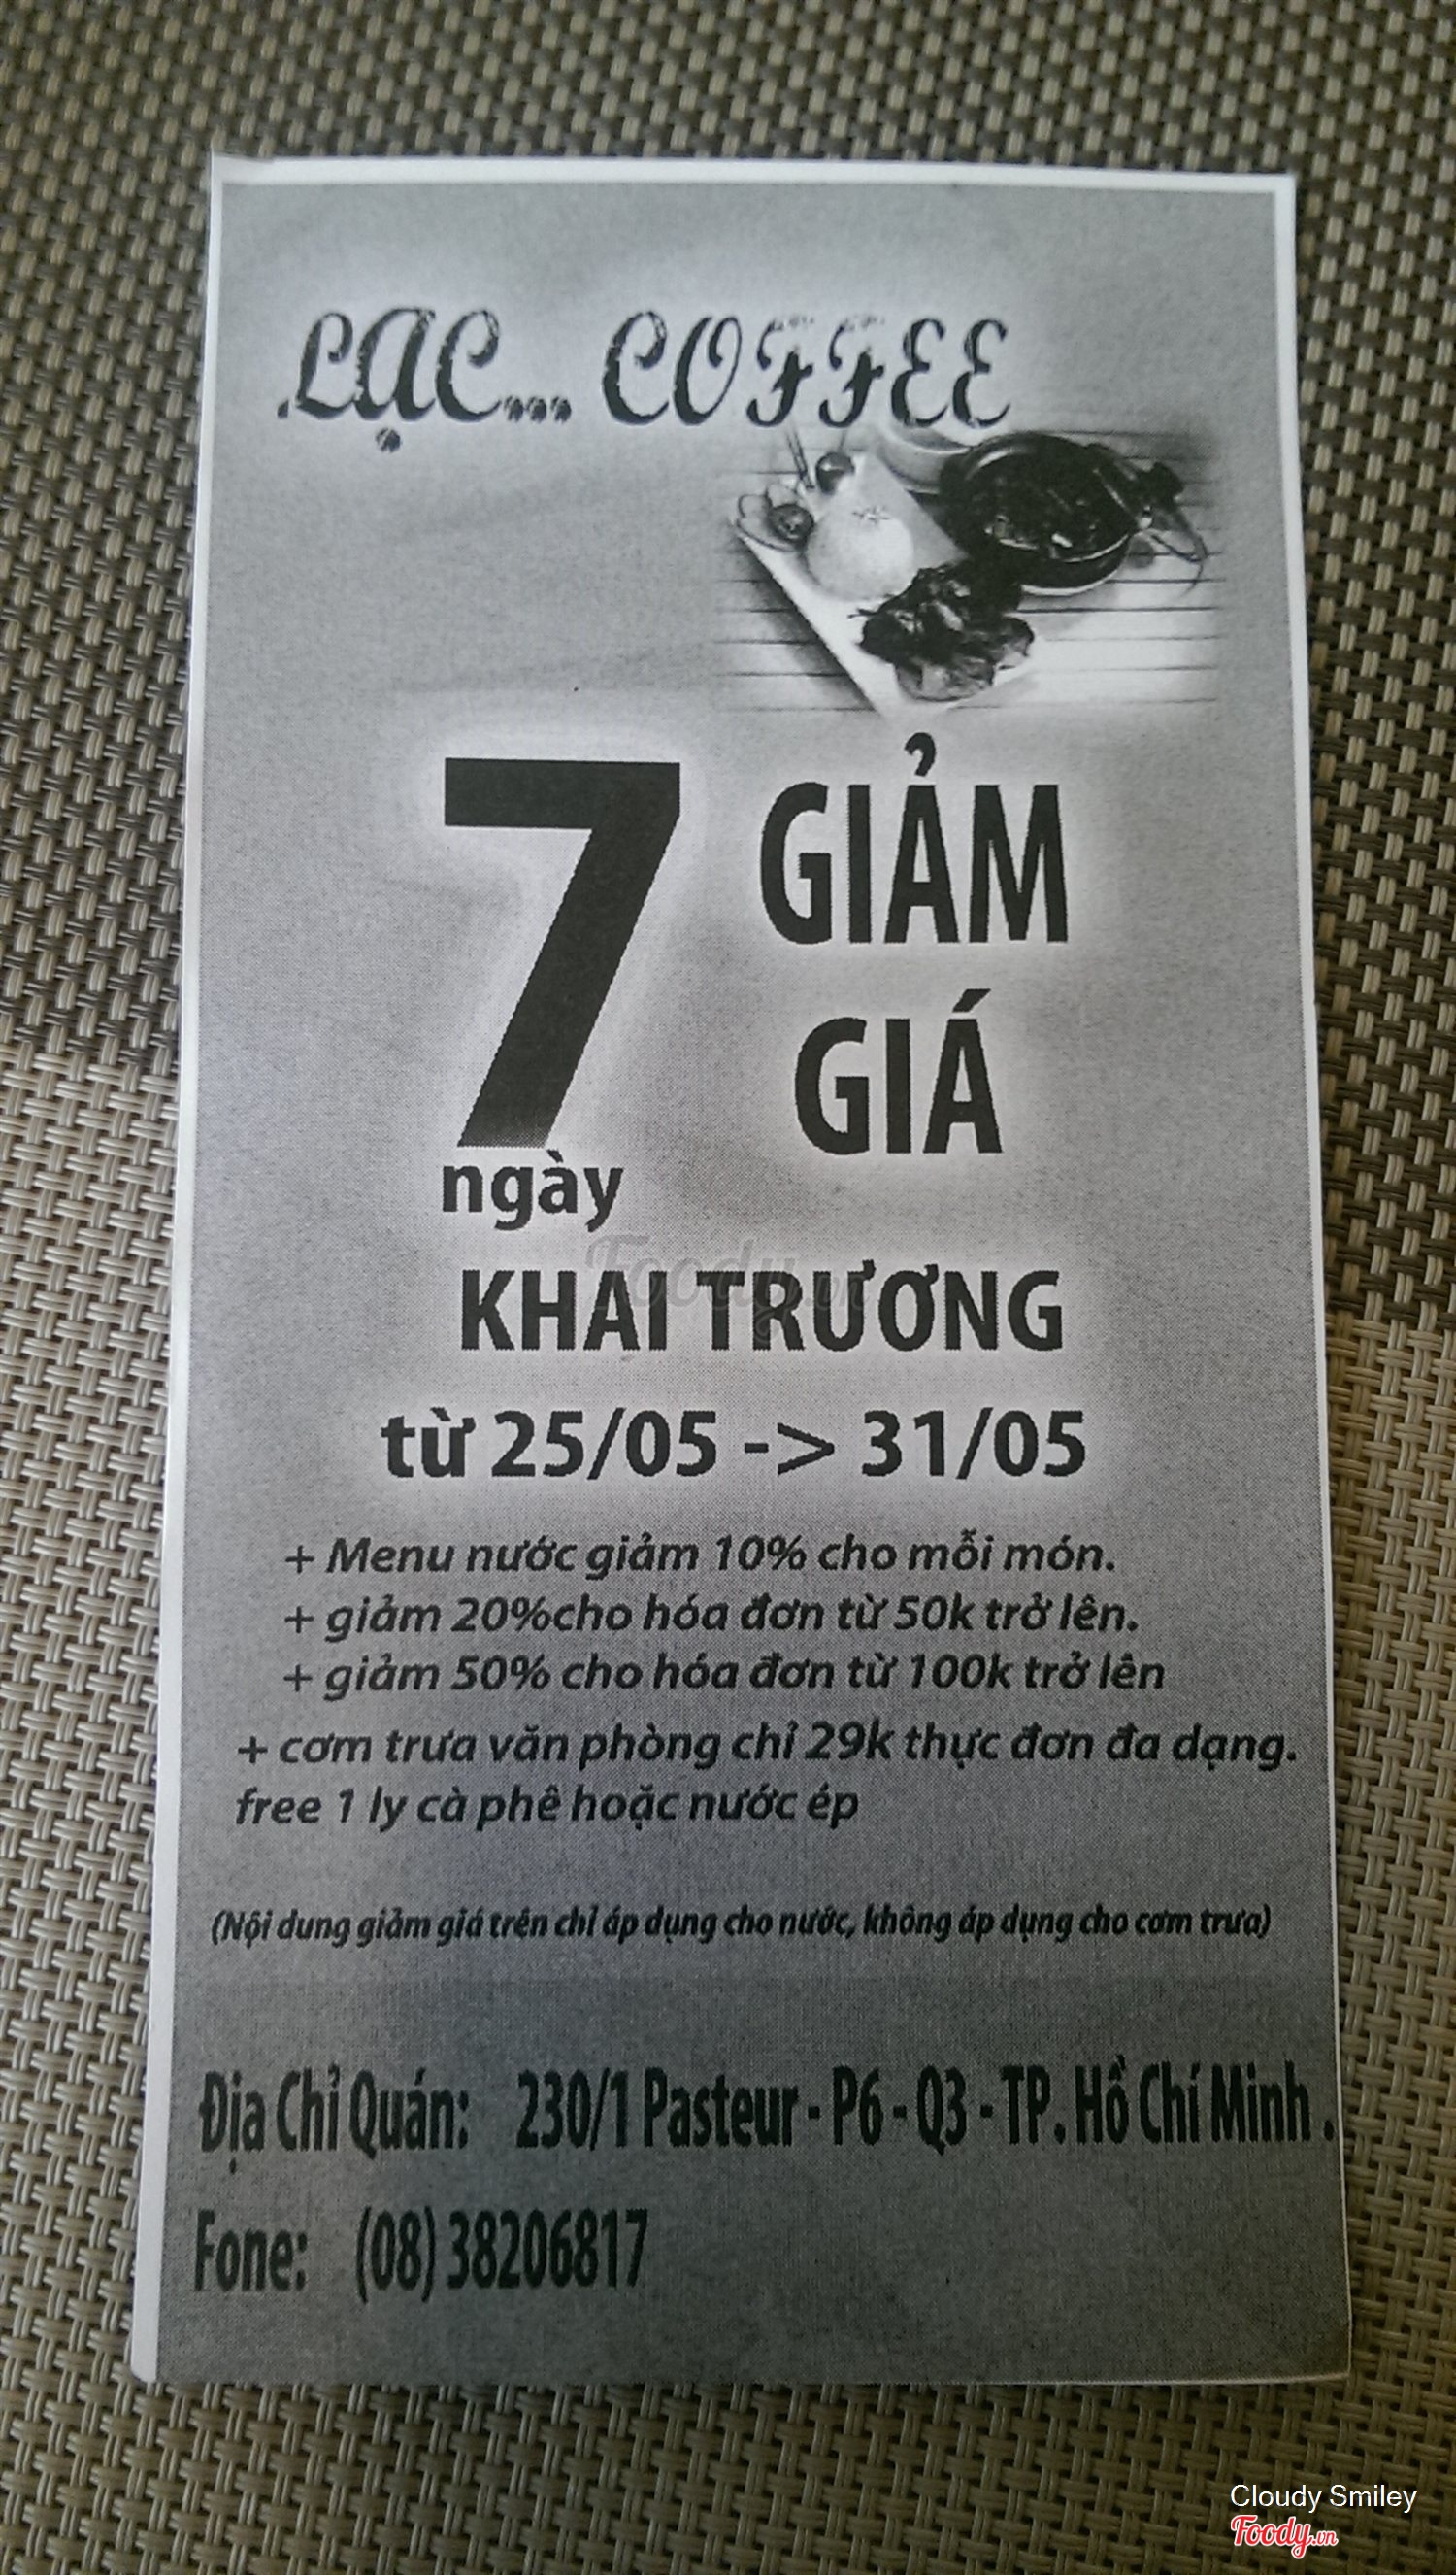 LẠC... COFFEE
7 ngày
GIẢM
GIÁ
KHAI TRƯƠNG
từ 25/05 -> 31/05
+ Menu nước giảm 10% cho mỗi món.
+ giảm 20%cho hóa đơn từ 50k trở lên.
+ giảm 50% cho hóa đơn từ 100k trở lên
+ cơm trưa văn phòng chỉ 29k thực đơn đa dạng.
free 1 ly cà phê hoặc nước ép
(Nội dung giảm giá trên chỉ áp dụng cho nước, không áp dụng cho cơm trưa)
Địa Chỉ Quán: 230/1 Pasteur - P6 - Q3 - TP. Hồ Chí Minh .
Fone: (08) 38206817
Foody.vn
Cloudy Smiley
Foody.vn